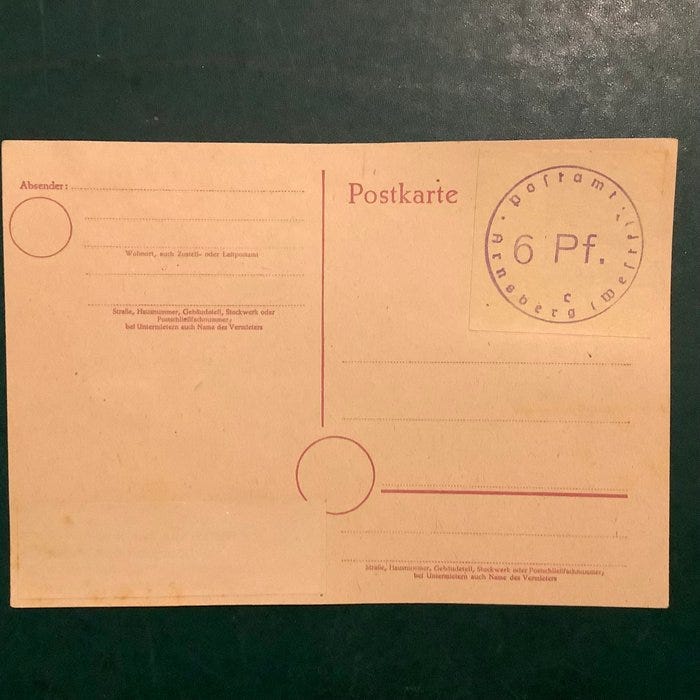 Absender:
Wohnort, auch Zustell- oder Leitpostamt
Straße, Hausnummer, Gebäudeteil, Stockwerk oder
Postschließfachnummer;
bei Untermietern auch Name des Vermieters
Postkarte
Postamt
6 Pf.
Arnsberg (Westf)
c
Straße, Hausnummer, Gebäudeteil, Stockwerk oder Postschließfachnummer;
bei Untermietern auch Name des Vermieters